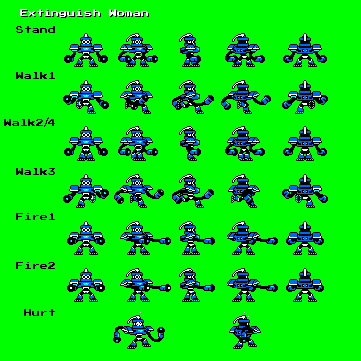 Extinguish Woman
Stand
Walk1
Walk2/4
Walk3
Fire1
Fire2
Hurt